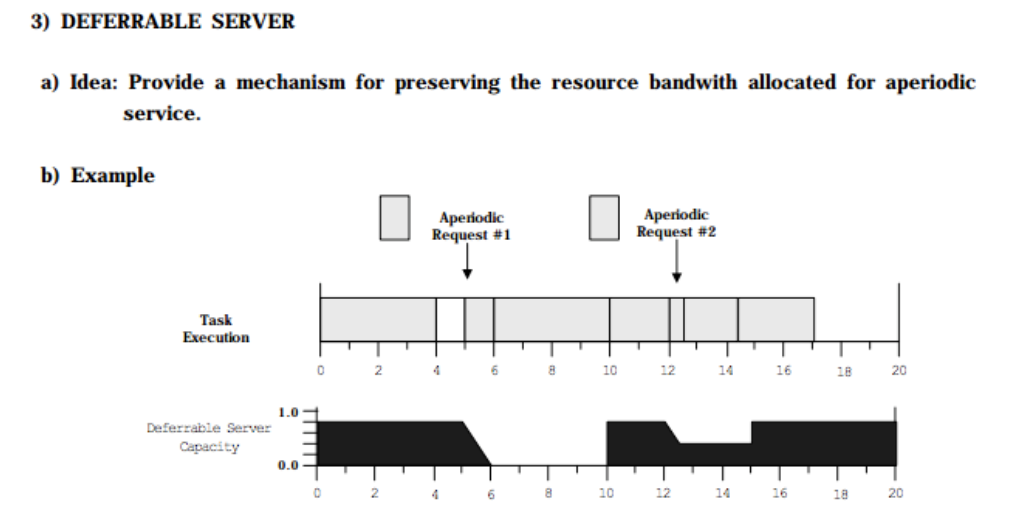 3) DEFERRABLE SERVER
a) Idea: Provide a mechanism for preserving the resource bandwith allocated for aperiodic
service.
b) Example
Aperiodic
Request #1
Aperiodic
Request #2
Task
Execution
0 2 4 6 8 10 12 14 16 18 20
1.0
Deferrable Server
Capacity
0.0
0 2 4 6 8 10 12 14 16 18 20